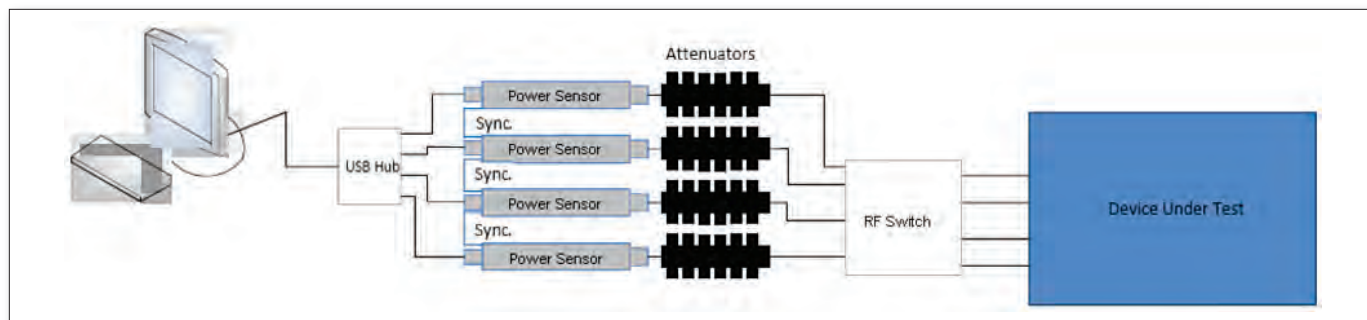 Attenuators
Power Sensor
Sync.
Power Sensor
USB Hub
Sync.
Power Sensor
Sync.
Power Sensor
RF Switch
Device Under Test